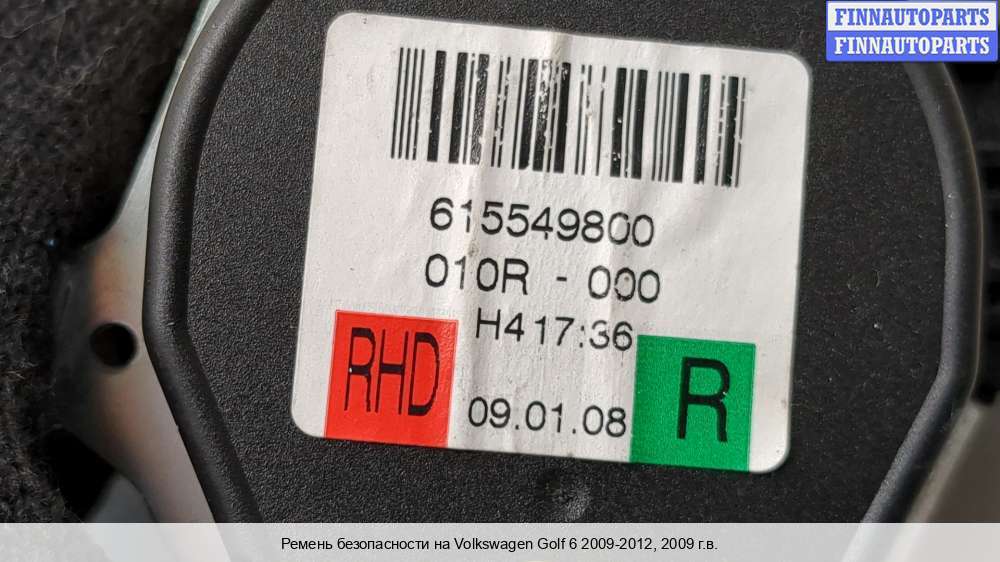 FINNAUTOPARTS
FINNAUTOPARTS
615549800
010R - 000
H417:36
RHD
R
09.01.08
Ремень безопасности на Volkswagen Golf 6 2009-2012, 2009 г.в.